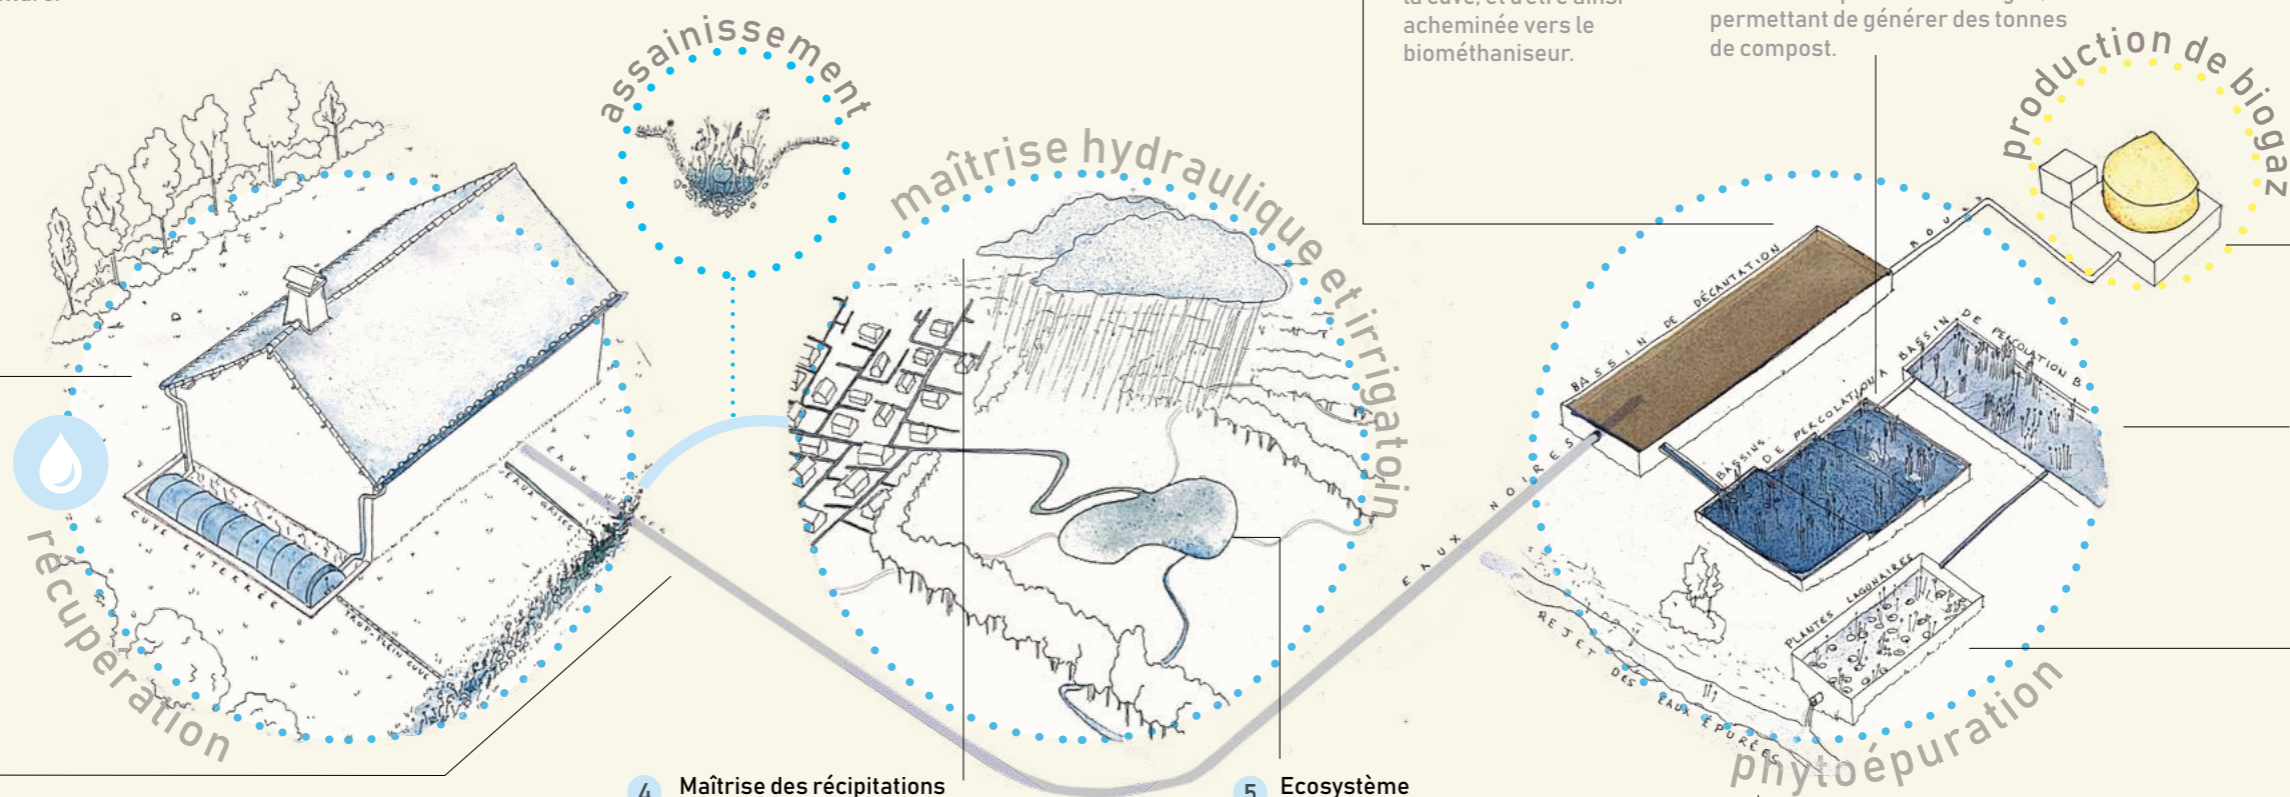 acheminée vers le
biométhaniseur.
permettant de générer des tonnes
de compost.
assainissement
maîtrise hydraulique et irrigatoin
production de biogaz
récupération
phytoépuration
CUVE ENTERRÉE
TROP-PLEIN CUVE
EAUX GRISES
EAUX
EAUX NOIRES
BASSIN DE DÉCANTATION
BASSINS DE PERCOLATION A
BASSIN DE PERCOLATION B
PLANTES LAGUNAIRES
REJET DES EAUX ÉPURÉES
4 Maîtrise des récipitations
5 Ecosystème